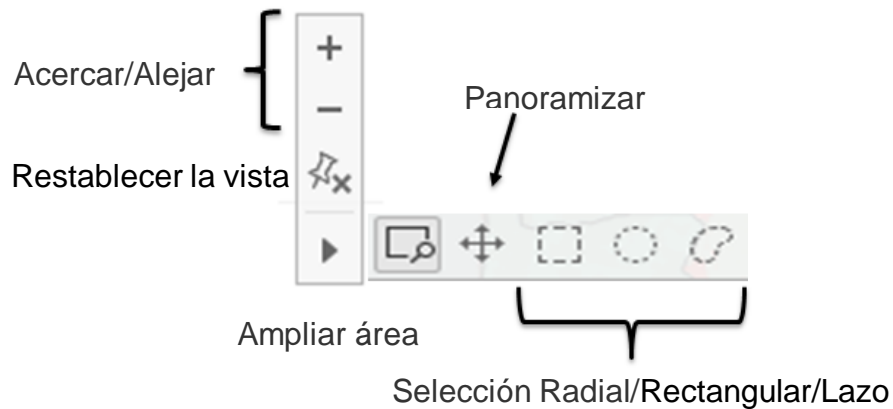 Acercar/Alejar
Panoramizar
Restablecer la vista
Ampliar área
Selección Radial/Rectangular/Lazo